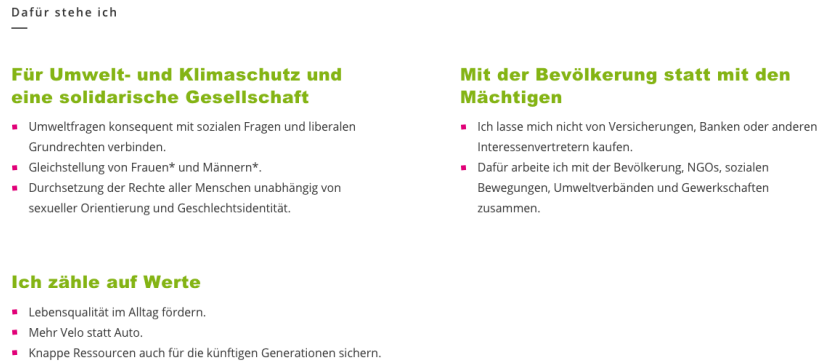 Dafür stehe ich
Für Umwelt- und Klimaschutz und
eine solidarische Gesellschaft
Umweltfragen konsequent mit sozialen Fragen und liberalen
Grundrechten verbinden.
Gleichstellung von Frauen* und Männern*.
Durchsetzung der Rechte aller Menschen unabhängig von
sexueller Orientierung und Geschlechtsidentität.
Mit der Bevölkerung statt mit den
Mächtigen
Ich lasse mich nicht von Versicherungen, Banken oder anderen
Interessenvertretern kaufen.
Dafür arbeite ich mit der Bevölkerung, NGOs, sozialen
Bewegungen, Umweltverbänden und Gewerkschaften
zusammen.
Ich zähle auf Werte
Lebensqualität im Alltag fördern.
Mehr Velo statt Auto.
Knappe Ressourcen auch für die künftigen Generationen sichern.